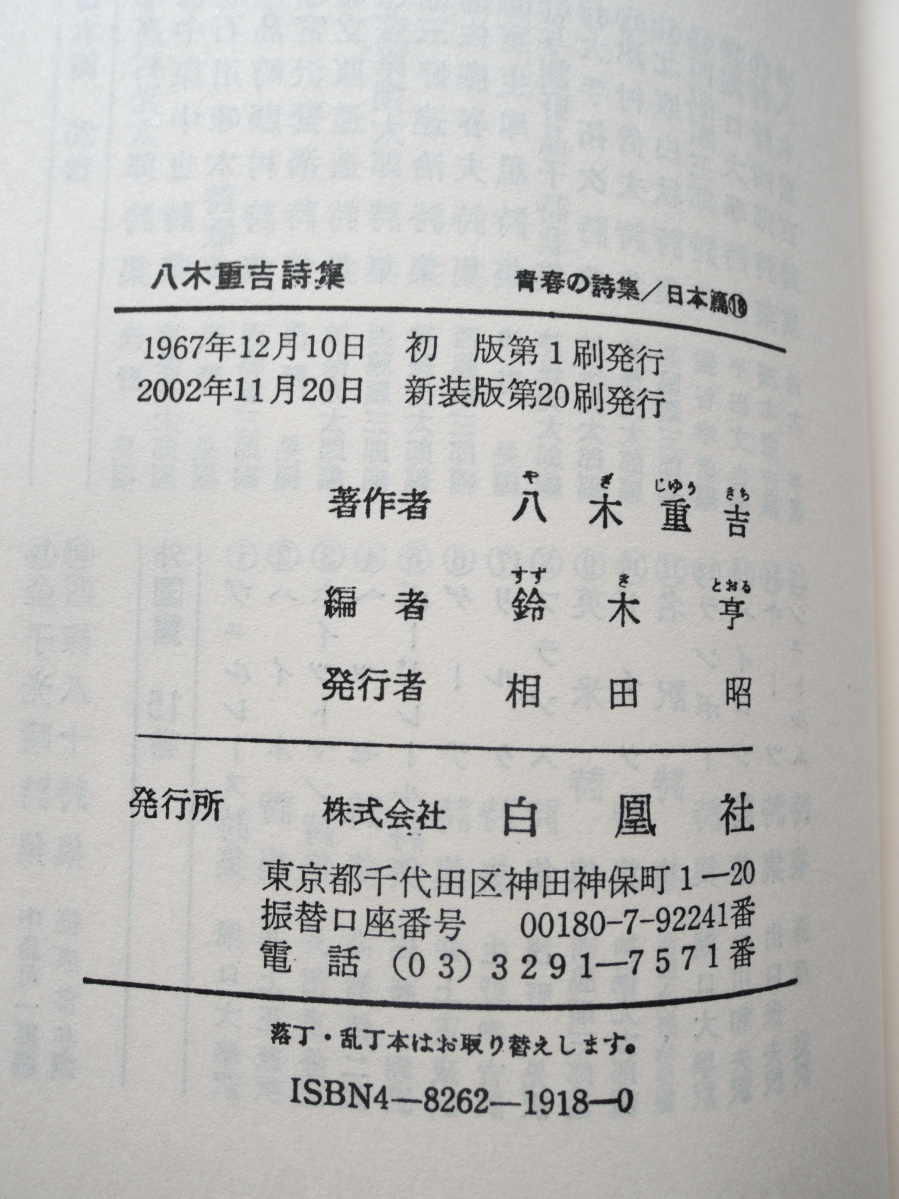 八木重吉詩集　青春の詩集／日本篇⑱
1967年12月10日　初　版第1刷発行
2002年11月20日　新装版第20刷発行
や　ぎ　じゆう　きち
著作者　八木重吉
すず　き　とおる
編　者　鈴木亨
発行者　相田昭
発行所　株式会社　白凰社
東京都千代田区神田神保町1―20
振替口座番号　00180-7-92241番
電　話　(03)3291―7571番
落丁・乱丁本はお取り替えします。
ISBN4―8262―1918―0